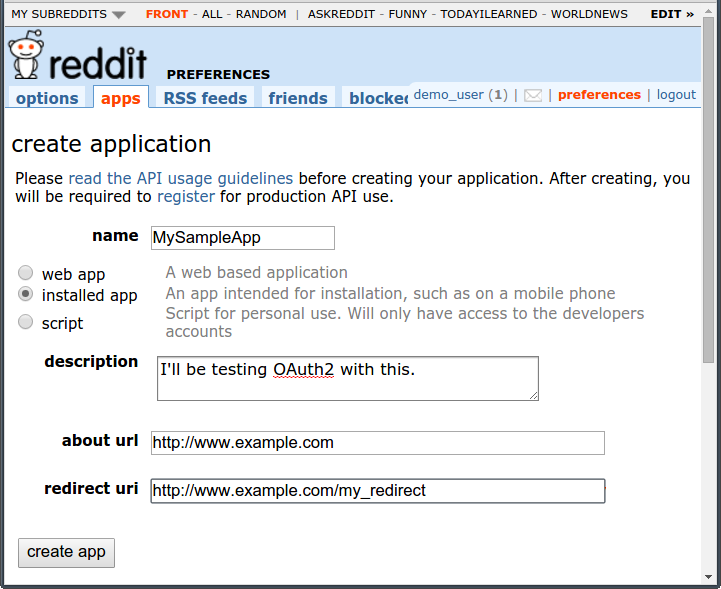 MY SUBREDDITS FRONT - ALL - RANDOM | ASKREDDIT - FUNNY - TODAYILEARNED - WORLDNEWS EDIT »
reddit PREFERENCES
options apps RSS feeds friends blocked demo_user (1) | | preferences | logout
create application
Please read the API usage guidelines before creating your application. After creating, you
will be required to register for production API use.
name MySampleApp
web app A web based application
installed app An app intended for installation, such as on a mobile phone
script Script for personal use. Will only have access to the developers
accounts
description I'll be testing OAuth2 with this.
about url http://www.example.com
redirect uri http://www.example.com/my_redirect
create app